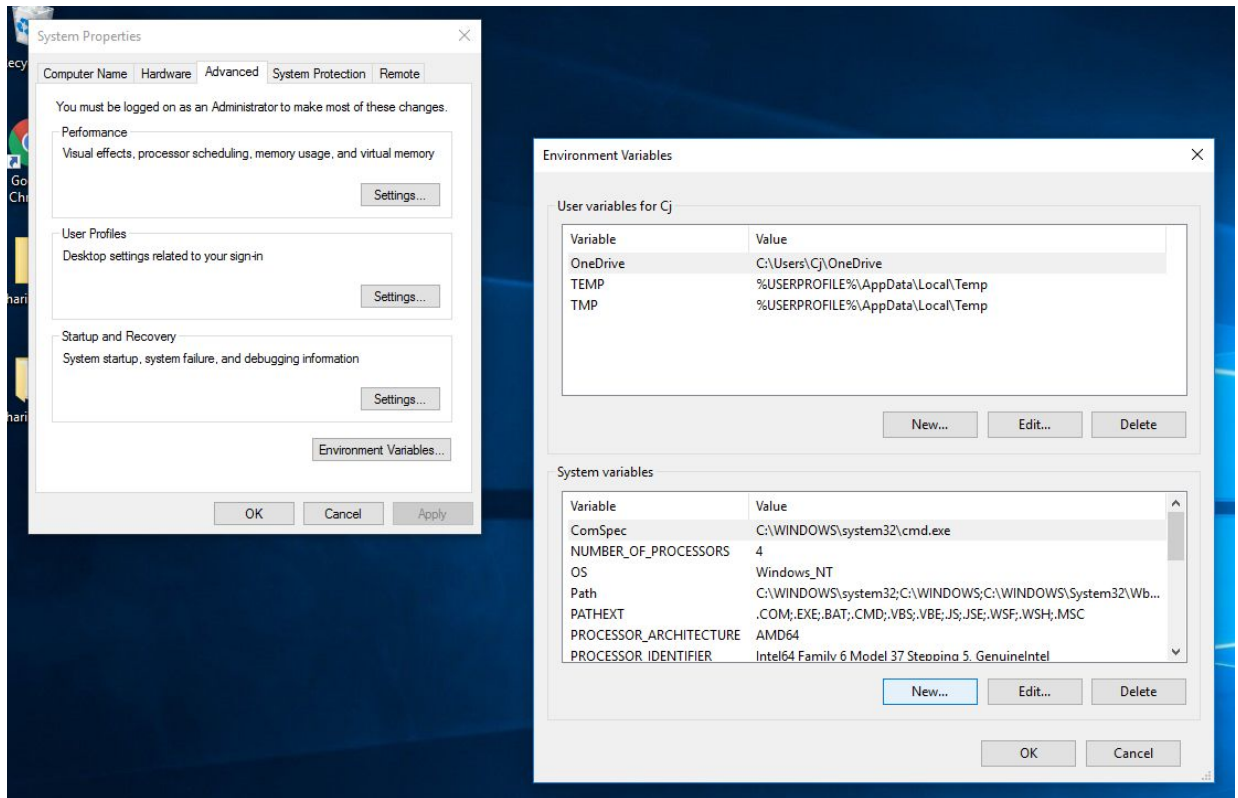 System Properties
Computer Name Hardware Advanced System Protection Remote
You must be logged on as an Administrator to make most of these changes.
Performance
Visual effects, processor scheduling, memory usage, and virtual memory
Settings...
User Profiles
Desktop settings related to your sign-in
Settings...
Startup and Recovery
System startup, system failure, and debugging information
Settings...
Environment Variables...
OK Cancel Apply
ecy
Go
Chr
hari
hari
Environment Variables
User variables for Cj
Variable Value
OneDrive C:\Users\Cj\OneDrive
TEMP %USERPROFILE%\AppData\Local\Temp
TMP %USERPROFILE%\AppData\Local\Temp
New... Edit... Delete
System variables
Variable Value
ComSpec C:\WINDOWS\system32\cmd.exe
NUMBER_OF_PROCESSORS 4
OS Windows_NT
Path C:\WINDOWS\system32;C:\WINDOWS;C:\WINDOWS\System32\Wb...
PATHEXT .COM;.EXE;.BAT;.CMD;.VBS;.VBE;.JS;.JSE;.WSF;.WSH;.MSC
PROCESSOR_ARCHITECTURE AMD64
PROCESSOR_IDENTIFIER Intel64 Family 6 Model 37 Stepping 5, GenuineIntel
New... Edit... Delete
OK Cancel